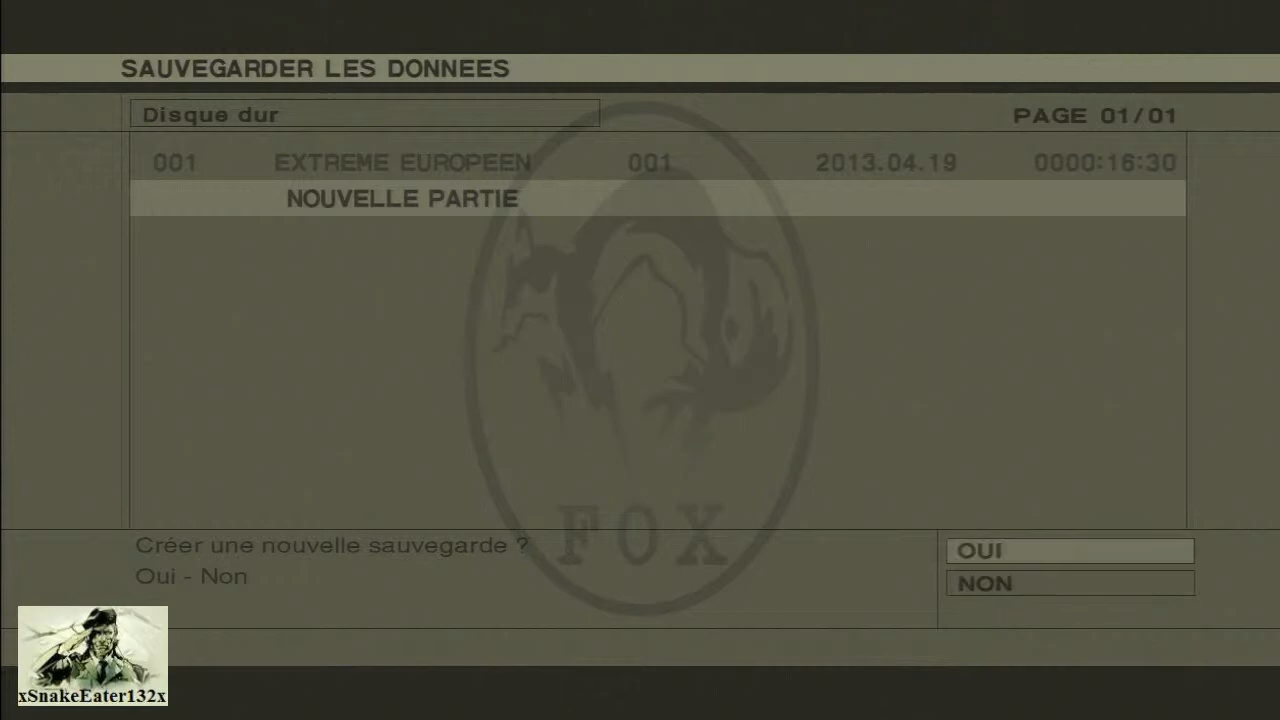 SAUVEGARDER LES DONNEES
Disque dur PAGE 01/01
001 EXTREME EUROPEEN 001 2013.04.19 0000:16:30
NOUVELLE PARTIE
FOX
Créer une nouvelle sauvegarde ?
Oui - Non
OUI
NON
xSnakeEater132x